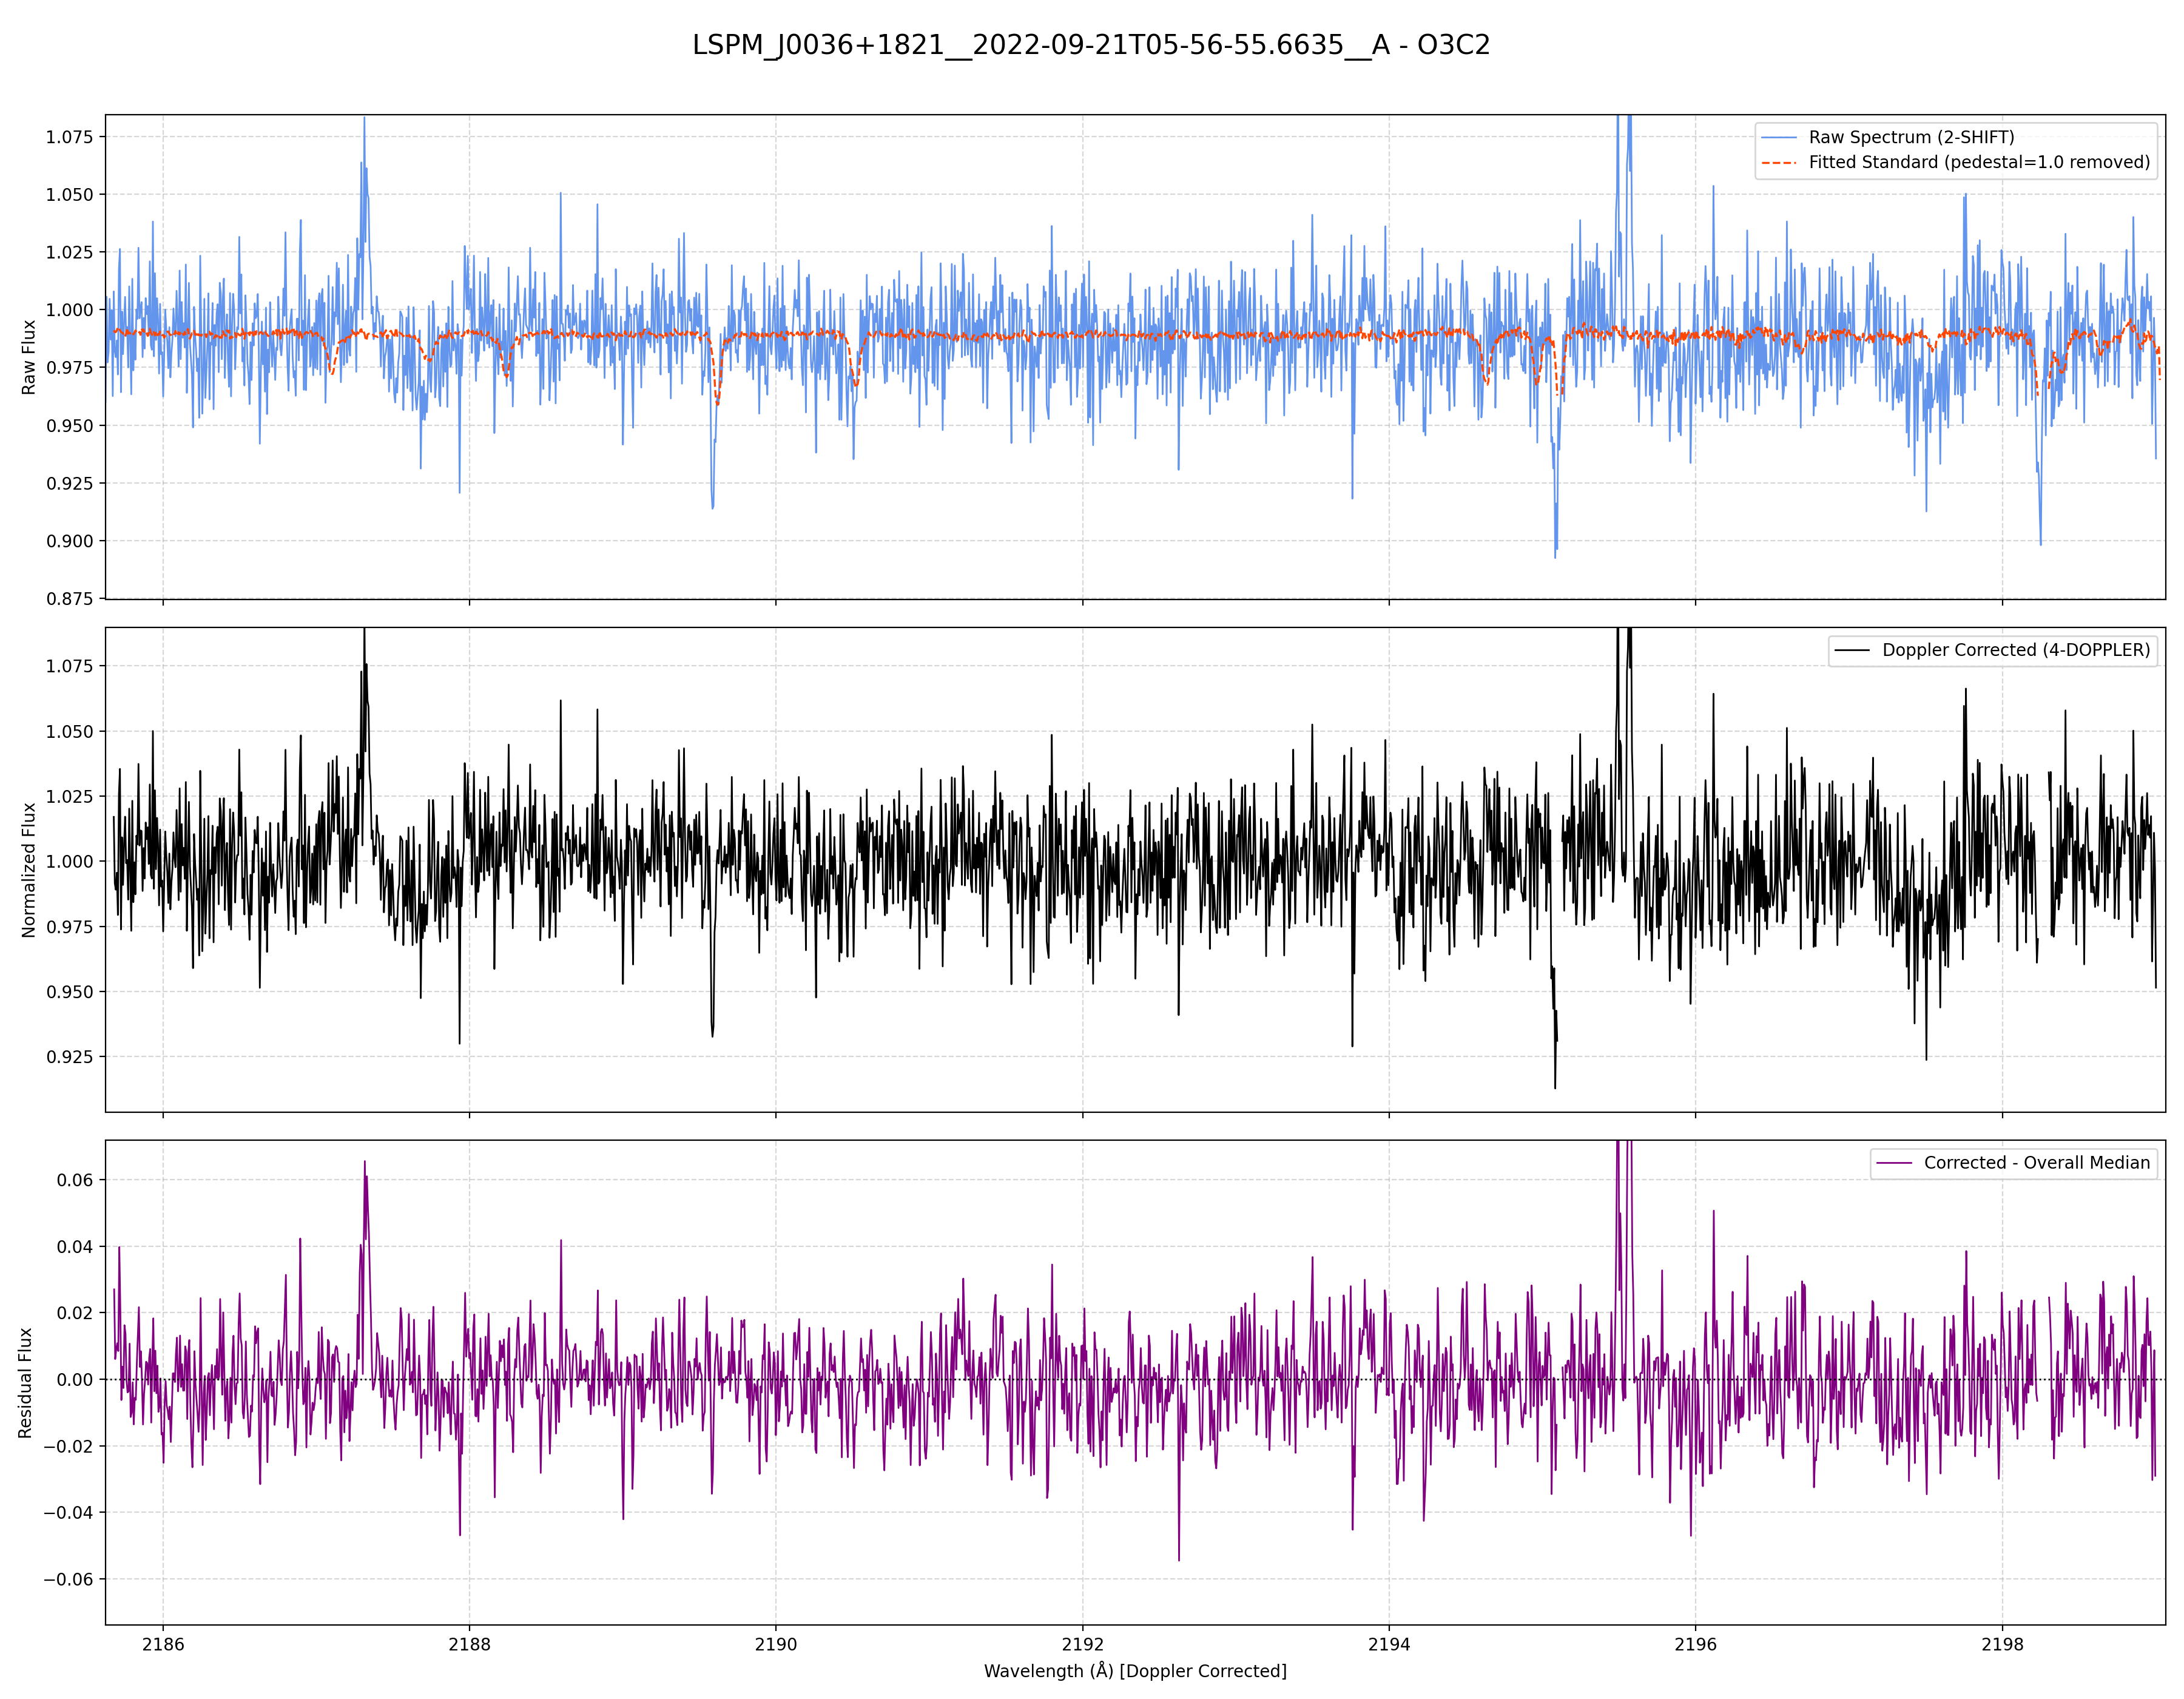 LSPM_J0036+1821__2022-09-21T05-56-55.6635__A - O3C2
Raw Flux
1.075
1.050
1.025
1.000
0.975
0.950
0.925
0.900
0.875
Raw Spectrum (2-SHIFT)
Fitted Standard (pedestal=1.0 removed)
Normalized Flux
1.075
1.050
1.025
1.000
0.975
0.950
0.925
Doppler Corrected (4-DOPPLER)
Residual Flux
0.06
0.04
0.02
0.00
−0.02
−0.04
−0.06
Corrected - Overall Median
2186 2188 2190 2192 2194 2196 2198
Wavelength (Å) [Doppler Corrected]